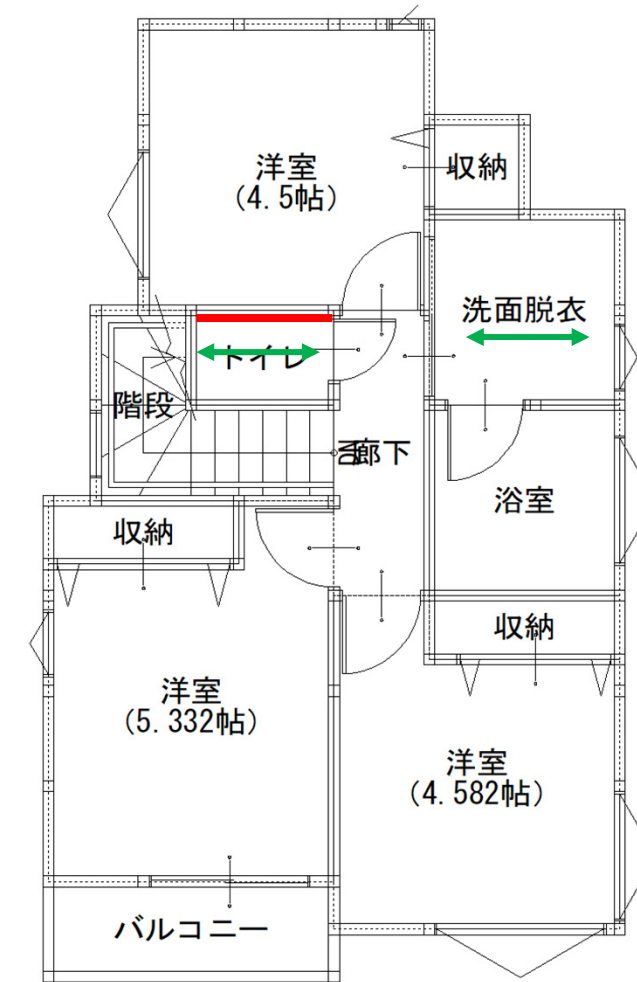 洋室
(4.5帖)
収納
洗面脱衣
トイレ
階段
廊下
浴室
収納
収納
洋室
(5.332帖)
洋室
(4.582帖)
バルコニー